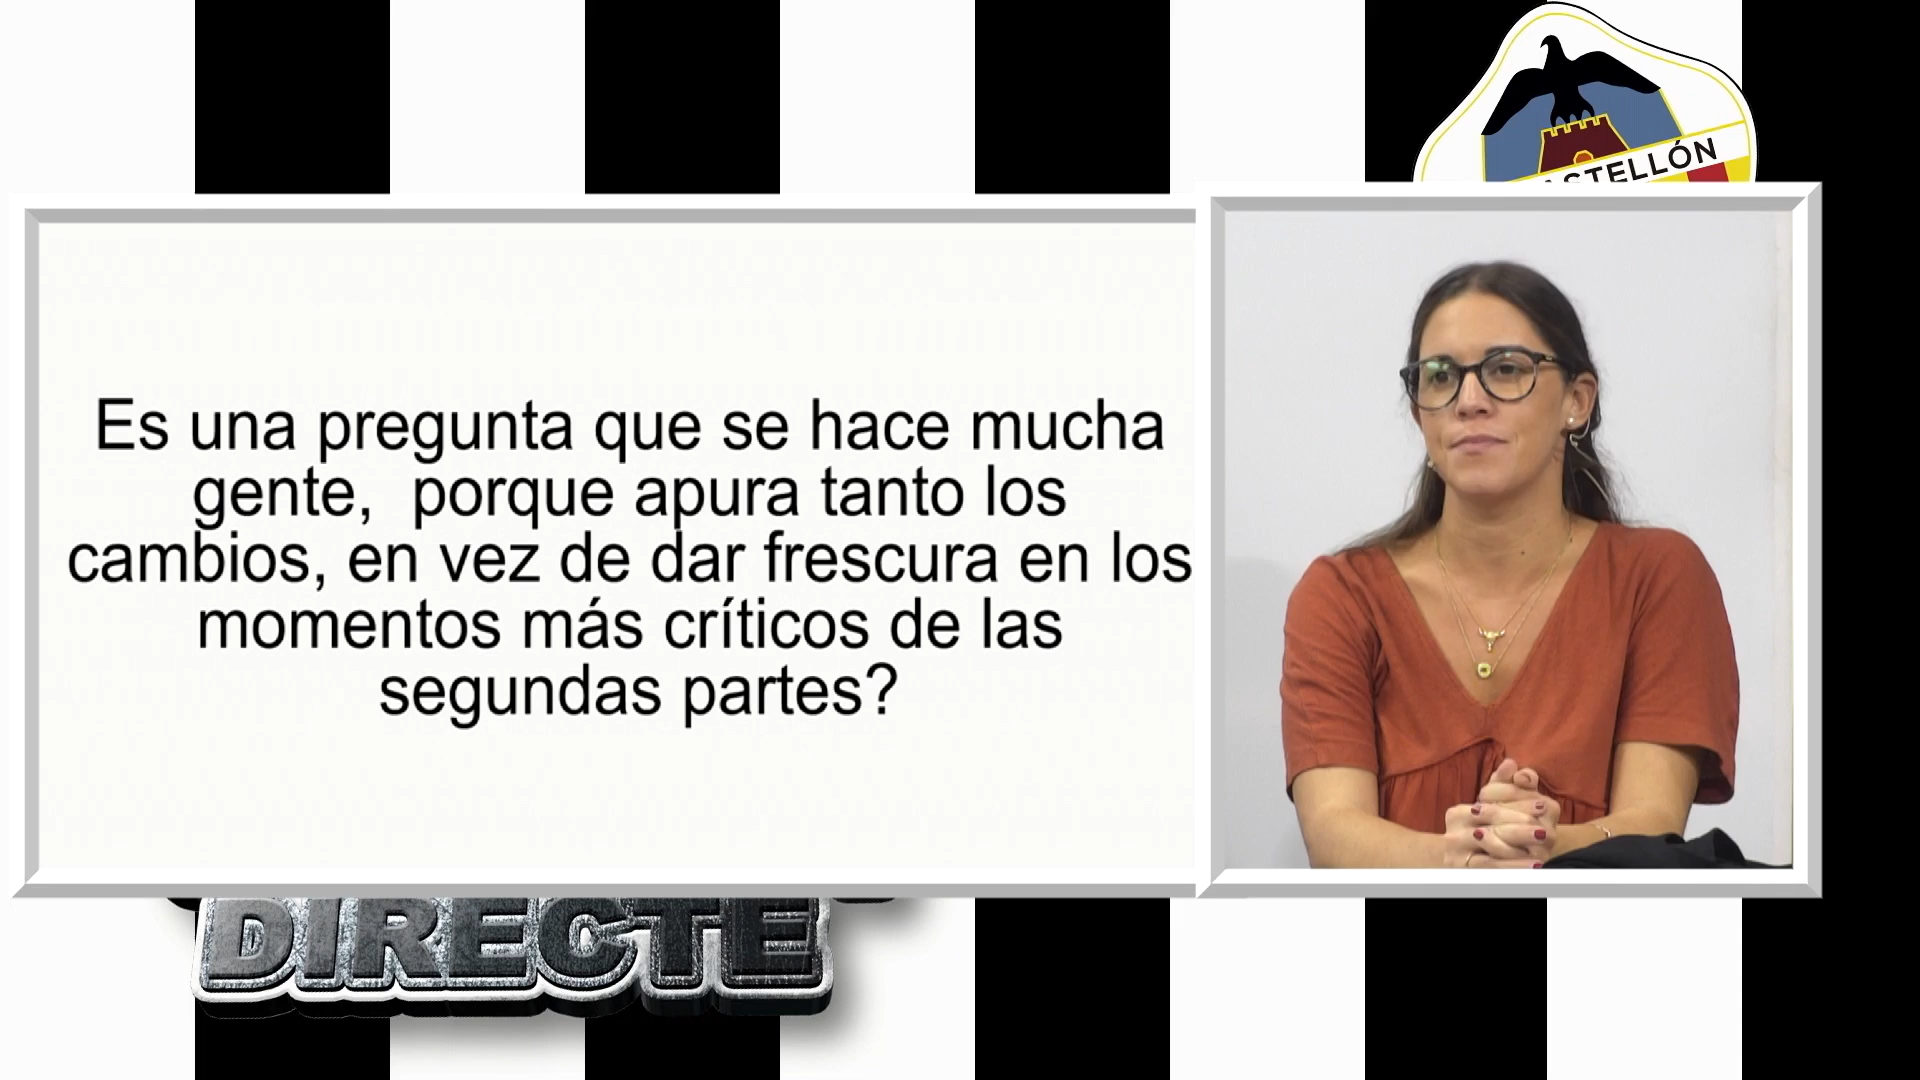 CASTELLÓN
Es una pregunta que se hace mucha
gente,  porque apura tanto los
cambios, en vez de dar frescura en los
momentos más críticos de las
segundas partes?
DIRECTE